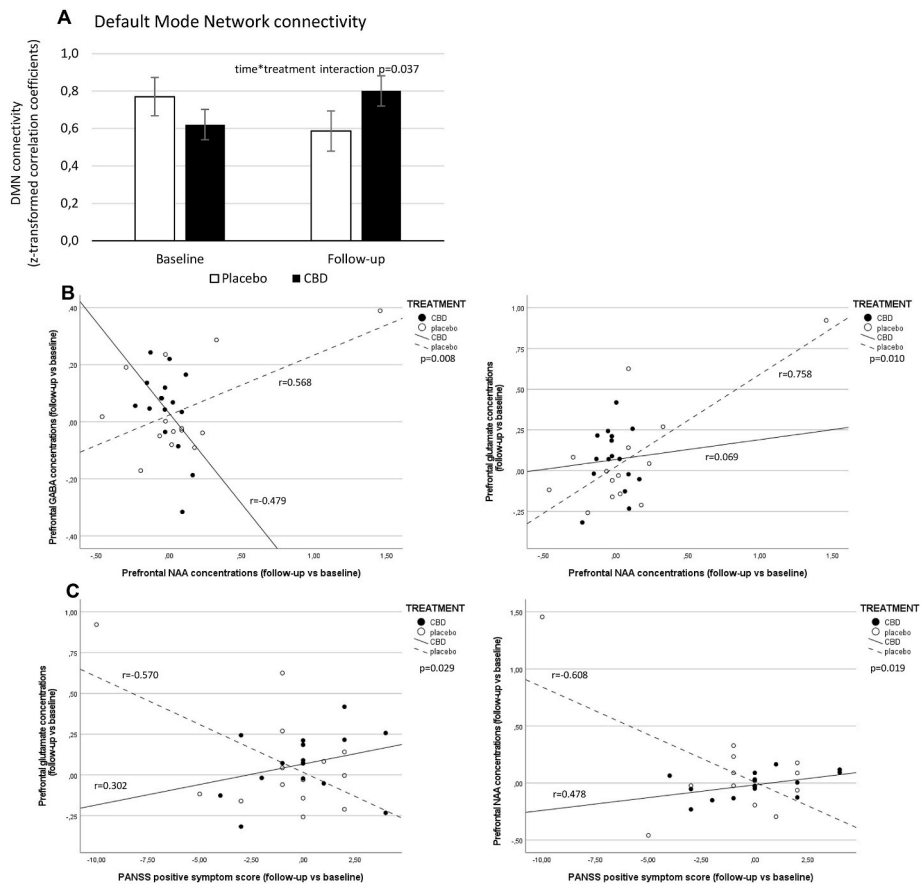 A Default Mode Network connectivity
DMN connectivity
(z-transformed correlation coefficients)
1,0
0,8
0,6
0,4
0,2
0,0
time*treatment interaction p=0.037
Baseline Follow-up
Placebo CBD
B
Prefrontal GABA concentrations (follow-up vs baseline)
,40
,20
,00
-,20
-,40
r=0.568
r=-0.479
-,50 ,00 ,50 1,00 1,50
Prefrontal NAA concentrations (follow-up vs baseline)
TREATMENT
CBD
placebo
CBD
placebo
p=0.008
Prefrontal glutamate concentrations
(follow-up vs baseline)
1,00
,75
,50
,25
,00
-,25
r=0.758
r=0.069
-,50 ,00 ,50 1,00 1,50
Prefrontal NAA concentrations (follow-up vs baseline)
TREATMENT
CBD
placebo
CBD
placebo
p=0.010
C
Prefrontal glutamate concentrations
(follow-up vs baseline)
1,00
,75
,50
,25
,00
-,25
r=-0.570
r=0.302
-10,00 -7,50 -5,00 -2,50 ,00 2,50
PANSS positive symptom score (follow-up vs baseline)
TREATMENT
CBD
placebo
CBD
placebo
p=0.029
Prefrontal NAA concentrations (follow-up vs baseline)
1,50
1,00
,50
,00
-,50
r=-0.608
r=0.478
-10,00 -7,50 -5,00 -2,50 ,00 2,50
PANSS positive symptom score (follow-up vs baseline)
TREATMENT
CBD
placebo
CBD
placebo
p=0.019